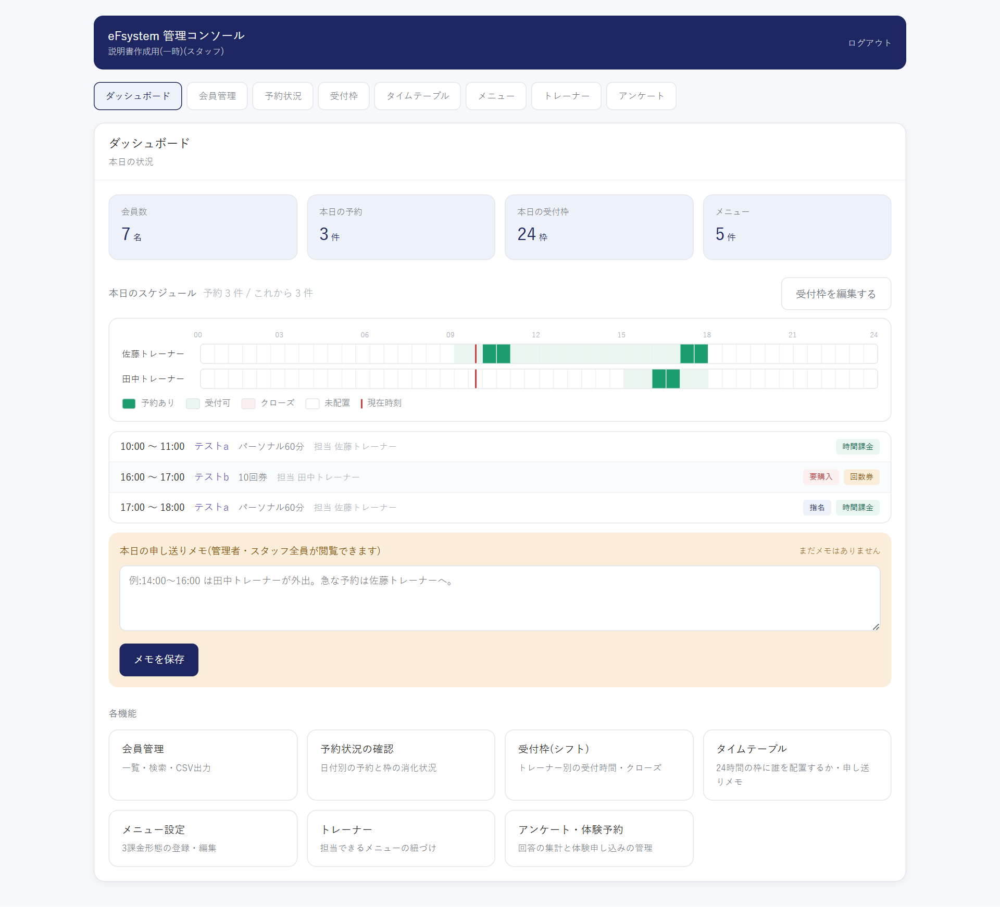 eFsystem 管理コンソール
説明書作成用(一時)(スタッフ)
ログアウト
ダッシュボード 会員管理 予約状況 受付枠 タイムテーブル メニュー トレーナー アンケート
ダッシュボード
本日の状況
会員数 本日の予約 本日の受付枠 メニュー
7 名 3 件 24 枠 5 件
本日のスケジュール 予約 3 件 / これから 3 件 受付枠を編集する
00 03 06 09 12 15 18 21 24
佐藤トレーナー
田中トレーナー
予約あり 受付可 クローズ 未配置 現在時刻
10:00 〜 11:00 テストa パーソナル60分 担当 佐藤トレーナー 時間課金
16:00 〜 17:00 テストb 10回券 担当 田中トレーナー 要購入 回数券
17:00 〜 18:00 テストa パーソナル60分 担当 佐藤トレーナー 指名 時間課金
本日の申し送りメモ(管理者・スタッフ全員が閲覧できます) まだメモはありません
例:14:00〜16:00 は田中トレーナーが外出。急な予約は佐藤トレーナーへ。
メモを保存
各機能
会員管理
一覧・検索・CSV出力
予約状況の確認
日付別の予約と枠の消化状況
受付枠(シフト)
トレーナー別の受付時間・クローズ
タイムテーブル
24時間の枠に誰を配置するか・申し送
りメモ
メニュー設定
3課金形態の登録・編集
トレーナー
担当できるメニューの紐づけ
アンケート・体験予約
回答の集計と体験申し込みの管理